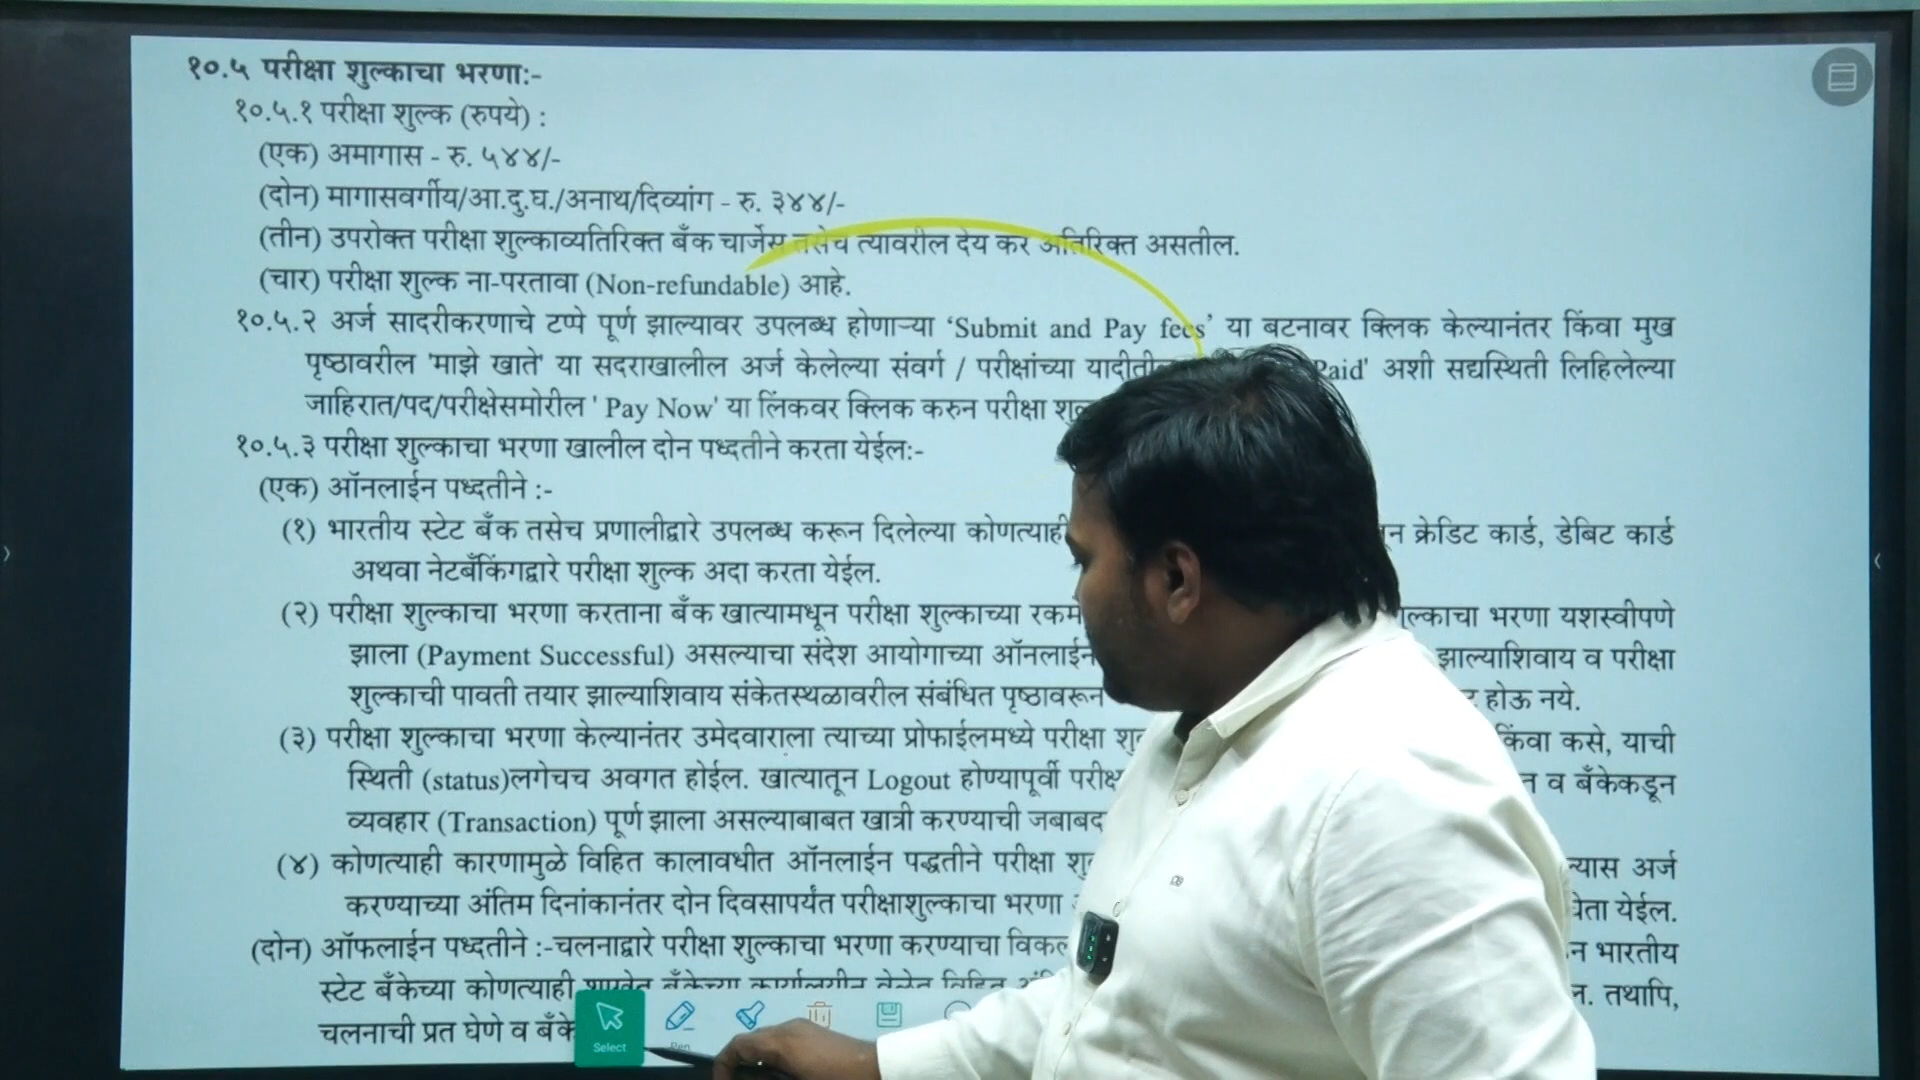 १०.५ परीक्षा शुल्काचा भरणा:-
१०.५.१ परीक्षा शुल्क (रुपये) :
(एक) अमागास - रु. ५४४/-
(दोन) मागासवर्गीय/आ.दु.घ./अनाथ/दिव्यांग - रु. ३४४/-
(तीन) उपरोक्त परीक्षा शुल्काव्यतिरिक्त बँक चार्जेस तसेच त्यावरील देय कर अतिरिक्त असतील.
(चार) परीक्षा शुल्क ना-परतावा (Non-refundable) आहे.
१०.५.२ अर्ज सादरीकरणाचे टप्पे पूर्ण झाल्यावर उपलब्ध होणाऱ्या 'Submit and Pay fees' या बटनावर क्लिक केल्यानंतर किंवा मुख
पृष्ठावरील 'माझे खाते' या सदराखालील अर्ज केलेल्या संवर्ग / परीक्षांच्या Paid' अशी सद्यस्थिती लिहिलेल्या
जाहिरात/पद/परीक्षेसमोरील ' Pay Now' या लिंकवर क्लिक करुन परीक्षा
१०.५.३ परीक्षा शुल्काचा भरणा खालील दोन पध्दतीने करता येईल:-
(एक) ऑनलाईन पध्दतीने :-
(१) भारतीय स्टेट बँक तसेच प्रणालीद्वारे उपलब्ध करून दिलेल्या कोणत्याही क्रेडिट कार्ड, डेबिट कार्ड
अथवा नेटबँकिंगद्वारे परीक्षा शुल्क अदा करता येईल.
(२) परीक्षा शुल्काचा भरणा करताना बँक खात्यामधून परीक्षा शुल्काच्या भरणा यशस्वीपणे
झाला (Payment Successful) असल्याचा संदेश आयोगाच्या ऑनलाईन झाल्याशिवाय व परीक्षा
शुल्काची पावती तयार झाल्याशिवाय संकेतस्थळावरील संबंधित पृष्ठावरून होऊ नये.
(३) परीक्षा शुल्काचा भरणा केल्यानंतर उमेदवाराला त्याच्या प्रोफाईलमध्ये परीक्षा किंवा कसे, याची
स्थिती (status)लगेचच अवगत होईल. खात्यातून Logout होण्यापूर्वी व बँकेकडून
व्यवहार (Transaction) पूर्ण झाला असल्याबाबत खात्री करण्याची
(४) कोणत्याही कारणामुळे विहित कालावधीत ऑनलाईन पद्धतीने परीक्षा अर्ज
करण्याच्या अंतिम दिनांकानंतर दोन दिवसापर्यंत परीक्षाशुल्काचा भरणा येईल.
(दोन) ऑफलाईन पध्दतीने :-चलनाद्वारे परीक्षा शुल्काचा भरणा करण्याचा भारतीय
स्टेट बँकेच्या कोणत्याही तथापि,
चलनाची प्रत घेणे व
Select
Pen